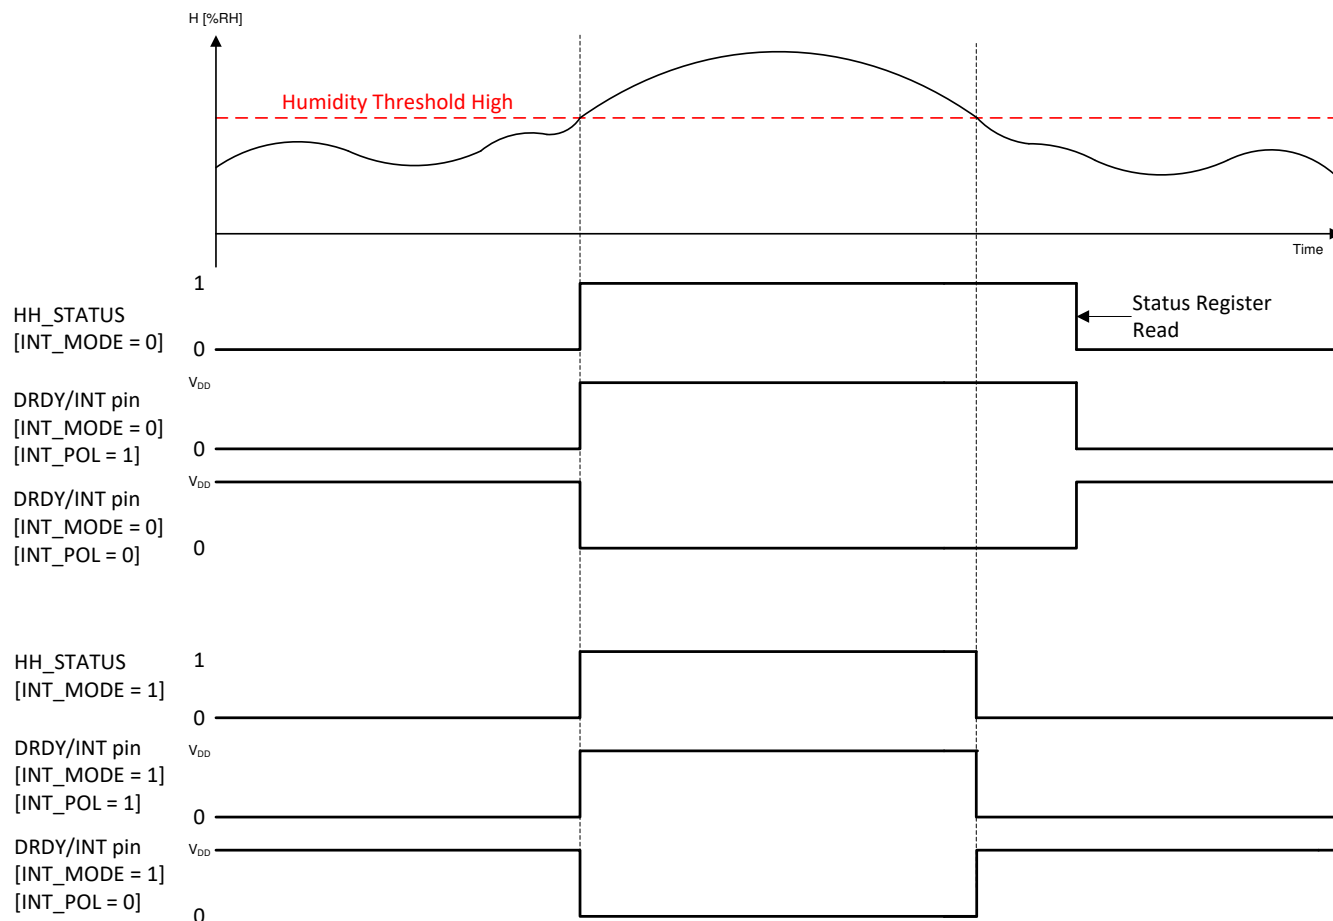 H [%RH]
Humidity Threshold High
Time
1
HH_STATUS
[INT_MODE = 0]
0
Status Register
Read
VDD
DRDY/INT pin
[INT_MODE = 0]
[INT_POL = 1]
0
VDD
DRDY/INT pin
[INT_MODE = 0]
[INT_POL = 0]
0
HH_STATUS
1
[INT_MODE = 1]
0
DRDY/INT pin
VDD
[INT_MODE = 1]
[INT_POL = 1]
0
DRDY/INT pin
VDD
[INT_MODE = 1]
[INT_POL = 0]
0